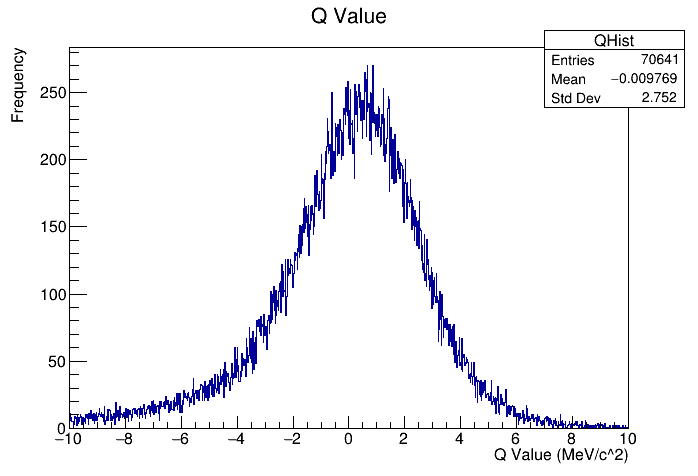 Q Value
QHist
Entries 70641
Mean −0.009769
Std Dev 2.752
Frequency
250
200
150
100
50
0
−10 −8 −6 −4 −2 0 2 4 6 8 10
Q Value (MeV/c^2)